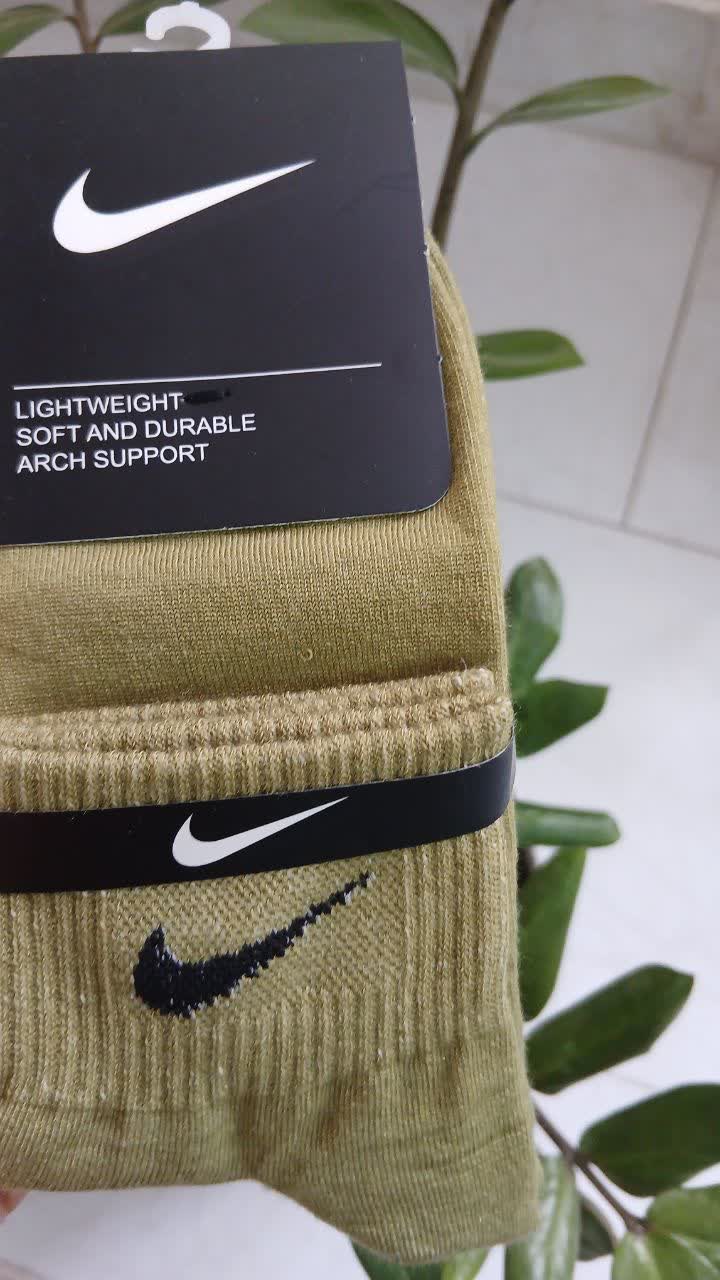 LIGHTWEIGHT
SOFT AND DURABLE
ARCH SUPPORT